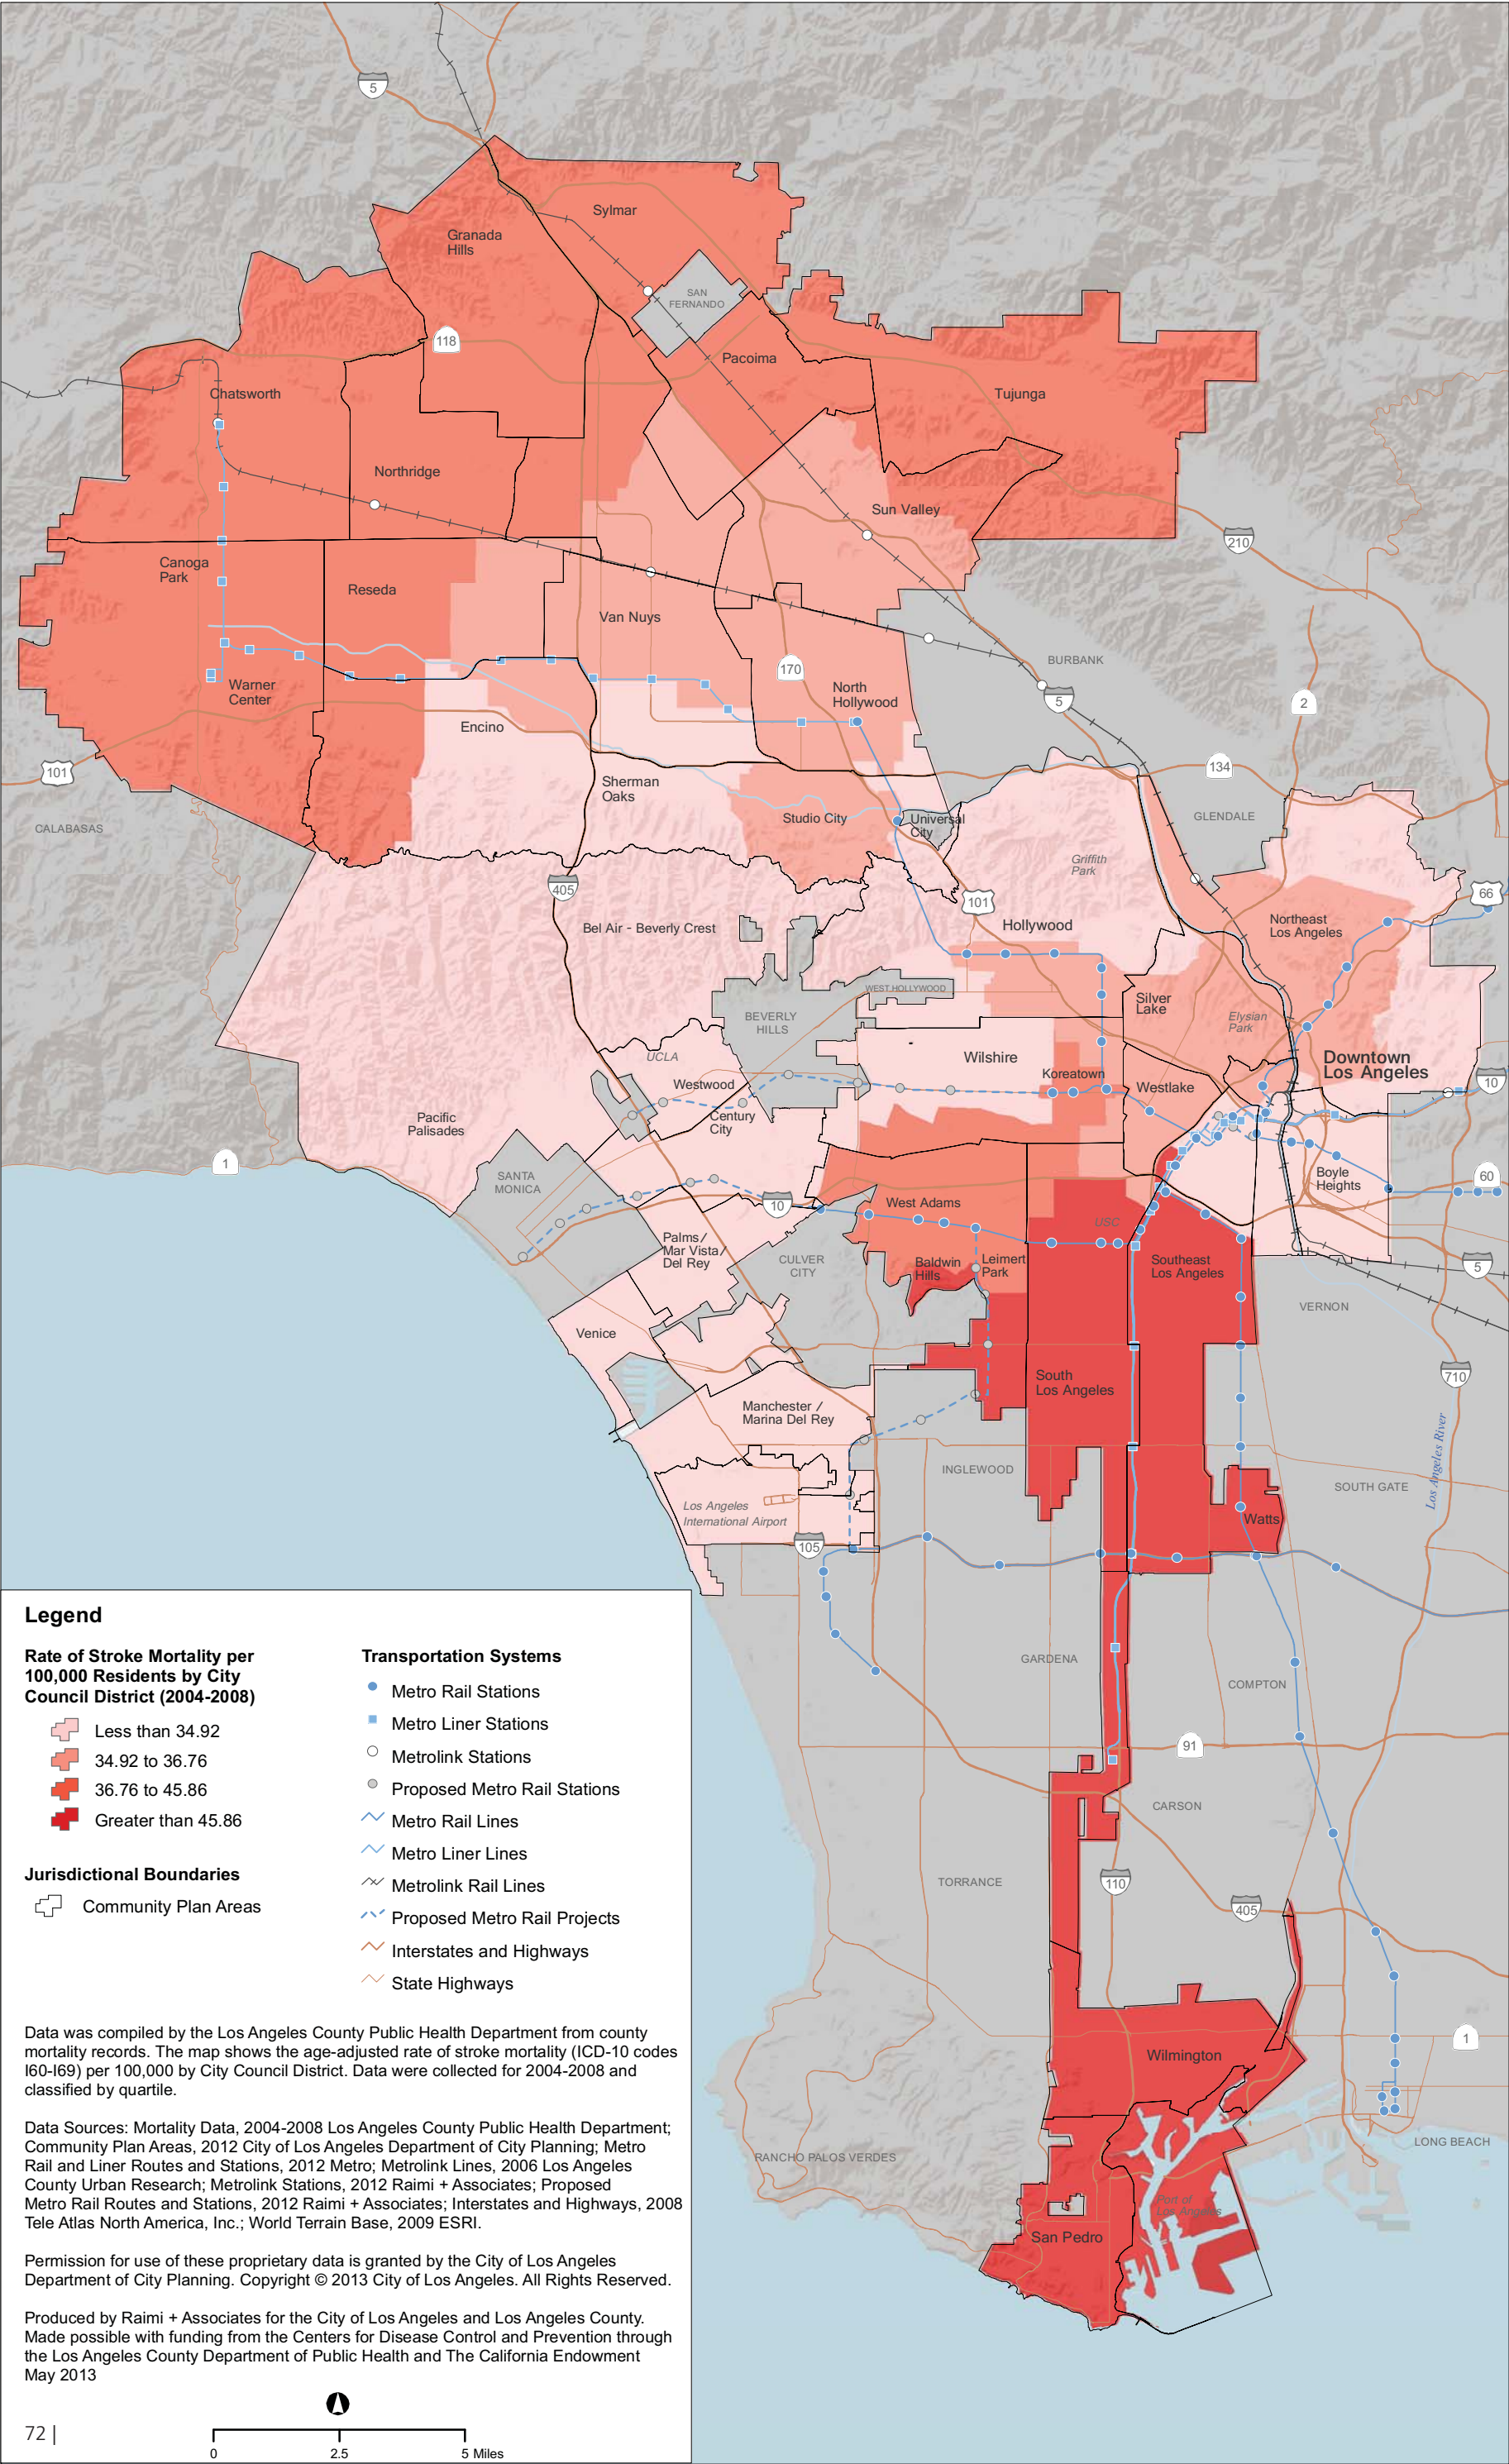 5
Sylmar
Granada
Hills
SAN
FERNANDO
118
Pacoima
Chatsworth
Tujunga
Northridge
Sun Valley
210
Canoga
Park
Reseda
Van Nuys
BURBANK
170
Warner
Center
North
Hollywood
5
2
Encino
101
134
Sherman
Oaks
Studio City
Universal
City
GLENDALE
CALABASAS
Griffith
Park
405
101
66
Bel Air - Beverly Crest
Hollywood
Northeast
Los Angeles
WEST HOLLYWOOD
Silver
Lake
BEVERLY
HILLS
Elysian
Park
UCLA
Wilshire
Downtown
Los Angeles
Koreatown
Westlake
10
Westwood
Century
City
Pacific
Palisades
1
SANTA
MONICA
Boyle
Heights
60
10
West Adams
USC
Palms/
Mar Vista/
Del Rey
CULVER
CITY
Baldwin
Hills
Leimert
Park
Southeast
Los Angeles
5
VERNON
Venice
South
Los Angeles
710
Manchester /
Marina Del Rey
INGLEWOOD
Los Angeles River
SOUTH GATE
Los Angeles
International Airport
Watts
105
GARDENA
COMPTON
91
CARSON
TORRANCE
110
405
Wilmington
1
LONG BEACH
RANCHO PALOS VERDES
Port of
Los Angeles
San Pedro
Legend
Rate of Stroke Mortality per
100,000 Residents by City
Council District (2004-2008)
Less than 34.92
34.92 to 36.76
36.76 to 45.86
Greater than 45.86
Jurisdictional Boundaries
Community Plan Areas
Transportation Systems
Metro Rail Stations
Metro Liner Stations
Metrolink Stations
Proposed Metro Rail Stations
Metro Rail Lines
Metro Liner Lines
Metrolink Rail Lines
Proposed Metro Rail Projects
Interstates and Highways
State Highways
Data was compiled by the Los Angeles County Public Health Department from county
mortality records. The map shows the age-adjusted rate of stroke mortality (ICD-10 codes
I60-I69) per 100,000 by City Council District. Data were collected for 2004-2008 and
classified by quartile.
Data Sources: Mortality Data, 2004-2008 Los Angeles County Public Health Department;
Community Plan Areas, 2012 City of Los Angeles Department of City Planning; Metro
Rail and Liner Routes and Stations, 2012 Metro; Metrolink Lines, 2006 Los Angeles
County Urban Research; Metrolink Stations, 2012 Raimi + Associates; Proposed
Metro Rail Routes and Stations, 2012 Raimi + Associates; Interstates and Highways, 2008
Tele Atlas North America, Inc.; World Terrain Base, 2009 ESRI.
Permission for use of these proprietary data is granted by the City of Los Angeles
Department of City Planning. Copyright © 2013 City of Los Angeles. All Rights Reserved.
Produced by Raimi + Associates for the City of Los Angeles and Los Angeles County.
Made possible with funding from the Centers for Disease Control and Prevention through
the Los Angeles County Department of Public Health and The California Endowment
May 2013
72 |
0 2.5 5 Miles